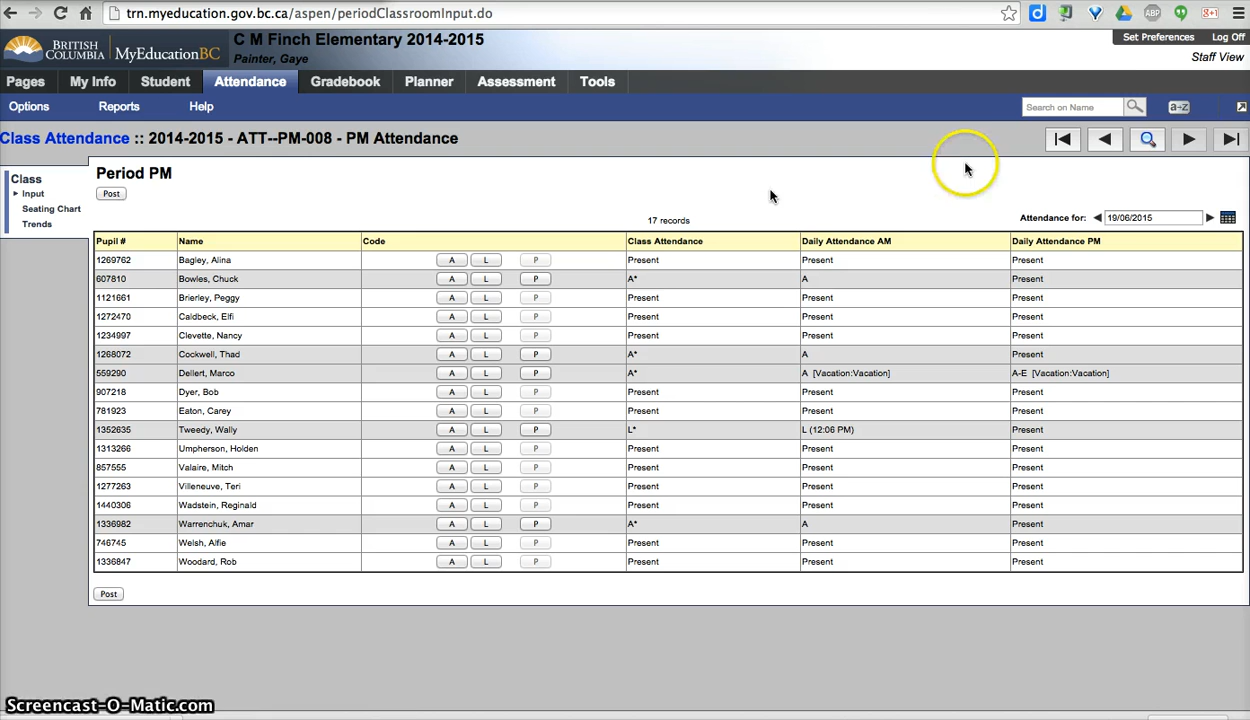 trn.myeducation.gov.bc.ca/aspen/periodClassroomInput.do
BRITISH COLUMBIA MyEducationBC
C M Finch Elementary 2014-2015
Painter, Gaye
Set Preferences Log Off
Staff View
Pages My Info Student Attendance Gradebook Planner Assessment Tools
Options Reports Help Search on Name a-z
Class Attendance :: 2014-2015 - ATT--PM-008 - PM Attendance
Class
Input
Seating Chart
Trends
Period PM
Post
17 records
Attendance for: 19/06/2015
Pupil # Name Code Class Attendance Daily Attendance AM Daily Attendance PM
1269762 Bagley, Alina A L P Present Present Present
607810 Bowles, Chuck A L P A* A Present
1121661 Brierley, Peggy A L P Present Present Present
1272470 Caldbeck, Elfi A L P Present Present Present
1234997 Clevette, Nancy A L P Present Present Present
1268072 Cockwell, Thad A L P A* A Present
559290 Dellert, Marco A L P A* A [Vacation:Vacation] A-E [Vacation:Vacation]
907218 Dyer, Bob A L P Present Present Present
781923 Eaton, Carey A L P Present Present Present
1352635 Tweedy, Wally A L P L* L (12:06 PM) Present
1313266 Umpherson, Holden A L P Present Present Present
857555 Valaire, Mitch A L P Present Present Present
1277263 Villeneuve, Teri A L P Present Present Present
1440306 Wadstein, Reginald A L P Present Present Present
1336982 Warrenchuk, Amar A L P A* A Present
746745 Welsh, Alfie A L P Present Present Present
1336847 Woodard, Rob A L P Present Present Present
Post
Screencast-O-Matic.com